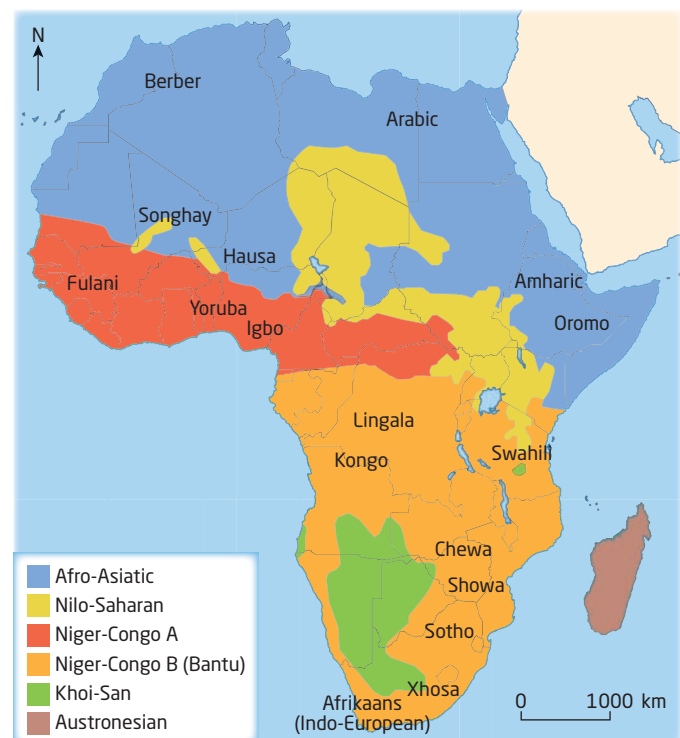 N
Berber
Arabic
Songhay
Hausa
Fulani
Yoruba
Igbo
Amharic
Oromo
Lingala
Kongo
Swahili
Chewa
Showa
Sotho
Xhosa
Afrikaans
(Indo-European)
Afro-Asiatic
Nilo-Saharan
Niger-Congo A
Niger-Congo B (Bantu)
Khoi-San
Austronesian
0 1000 km